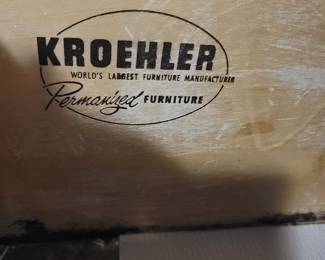 KROEHLER
WORLD'S LARGEST FURNITURE MANUFACTURER
Permanized FURNITURE